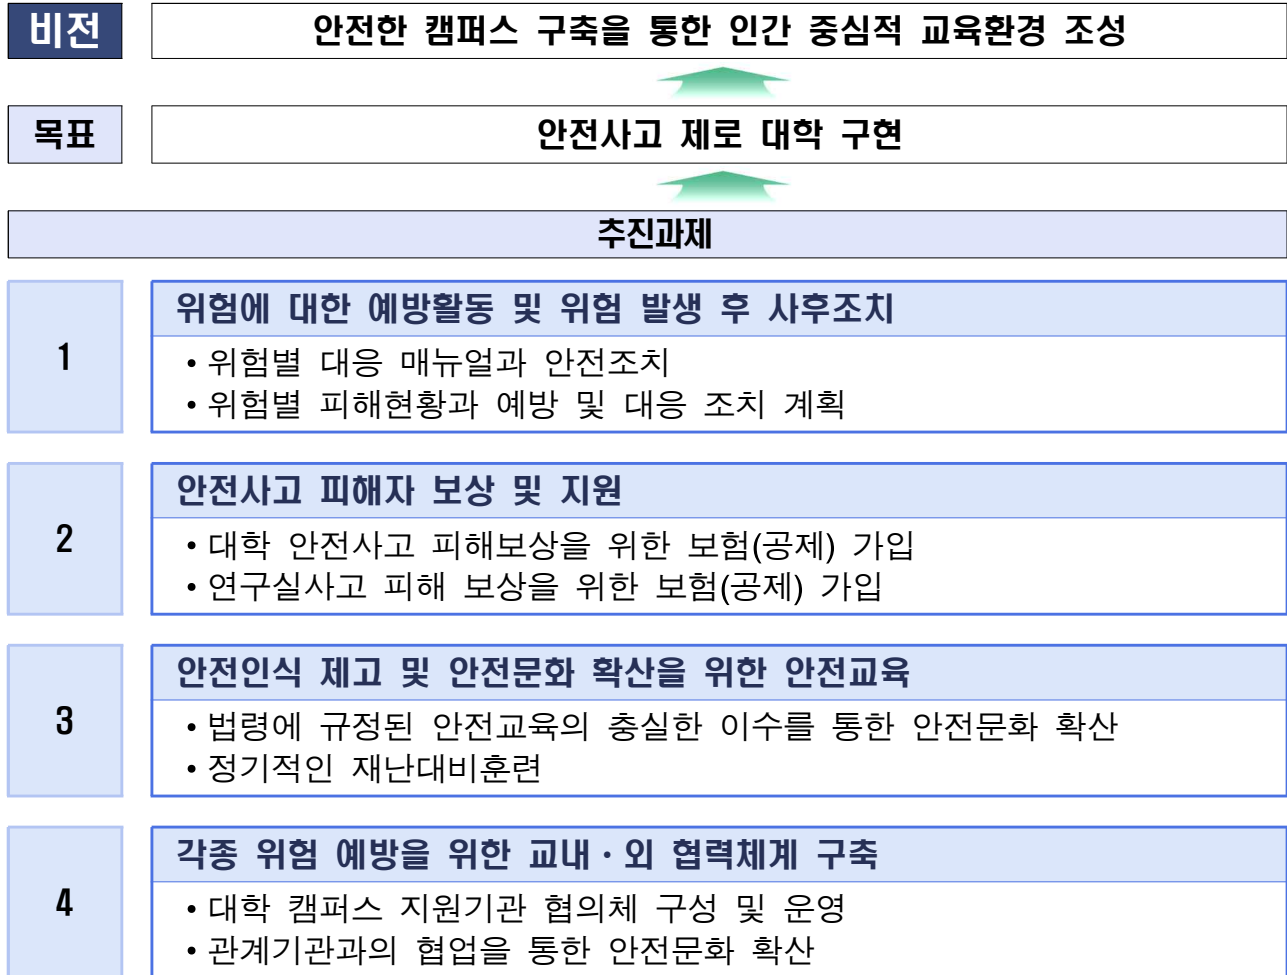 비전
안전한 캠퍼스 구축을 통한 인간 중심적 교육환경 조성
목표
안전사고 제로 대학 구현
추진과제
1
위험에 대한 예방활동 및 위험 발생 후 사후조치
• 위험별 대응 매뉴얼과 안전조치
• 위험별 피해현황과 예방 및 대응 조치 계획
2
안전사고 피해자 보상 및 지원
• 대학 안전사고 피해보상을 위한 보험(공제) 가입
• 연구실사고 피해 보상을 위한 보험(공제) 가입
3
안전인식 제고 및 안전문화 확산을 위한 안전교육
• 법령에 규정된 안전교육의 충실한 이수를 통한 안전문화 확산
• 정기적인 재난대비훈련
4
각종 위험 예방을 위한 교내·외 협력체계 구축
• 대학 캠퍼스 지원기관 협의체 구성 및 운영
• 관계기관과의 협업을 통한 안전문화 확산